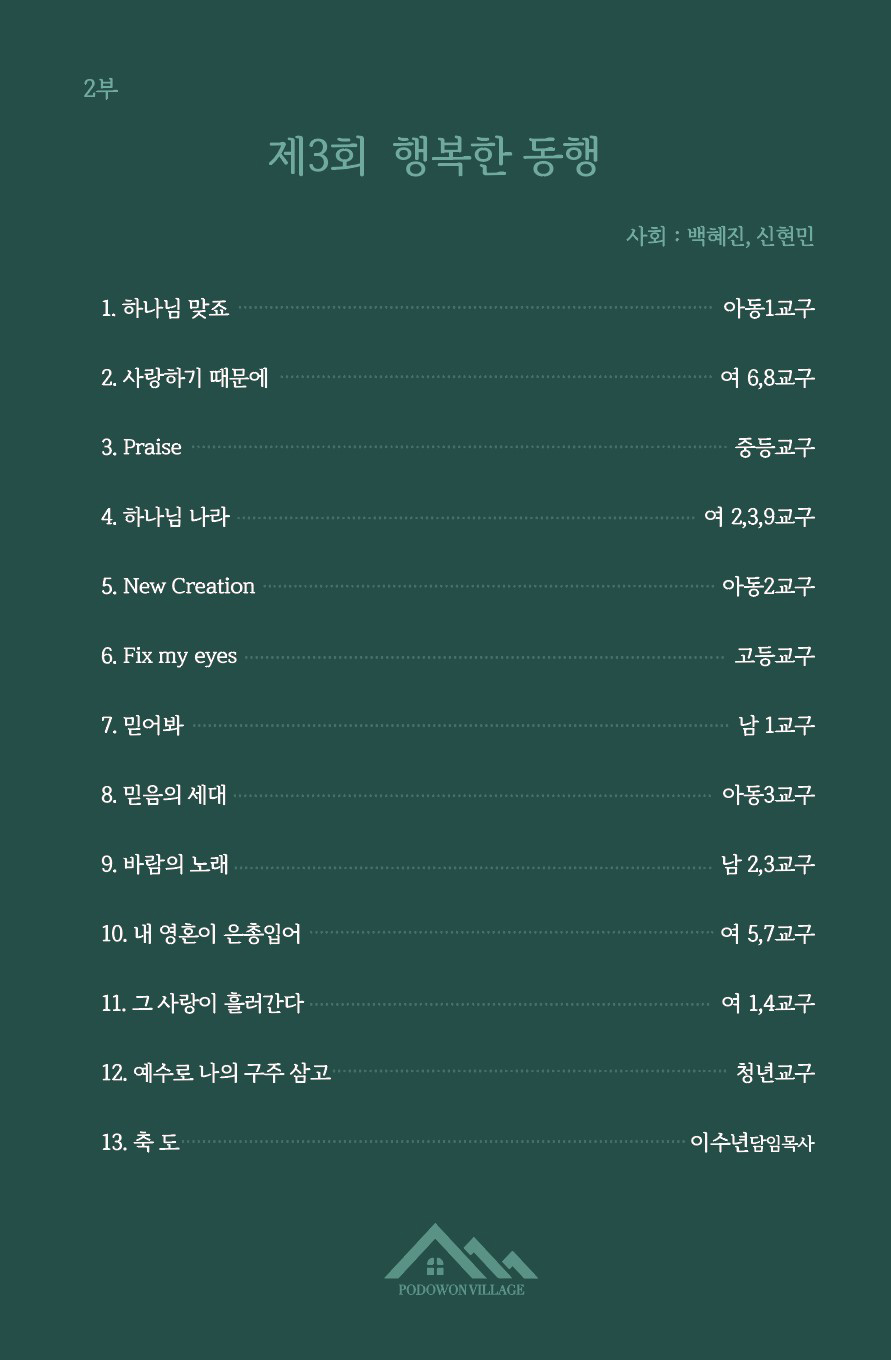 2부
제3회 행복한 동행
사회 : 백혜진, 신현민
1. 하나님 맞죠 아동1교구
2. 사랑하기 때문에 여 6,8교구
3. Praise 중등교구
4. 하나님 나라 여 2,3,9교구
5. New Creation 아동2교구
6. Fix my eyes 고등교구
7. 믿어봐 남 1교구
8. 믿음의 세대 아동3교구
9. 바람의 노래 남 2,3교구
10. 내 영혼이 은총입어 여 5,7교구
11. 그 사랑이 흘러간다 여 1,4교구
12. 예수로 나의 구주 삼고 청년교구
13. 축 도 이수년담임목사
PODOWON VILLAGE